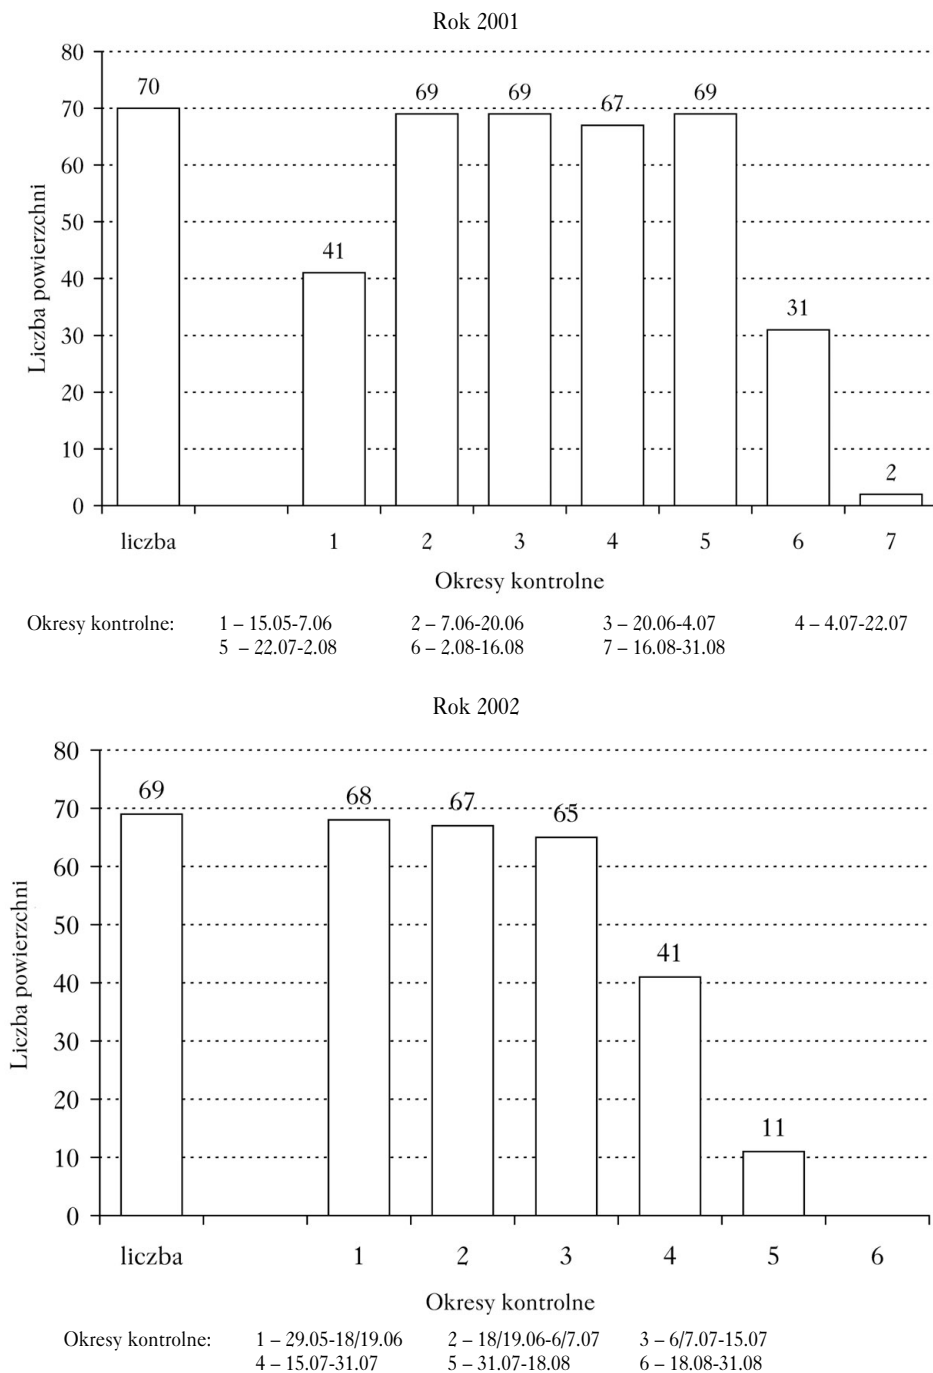 Rok 2001
80
70
60
50
40
30
20
10
0
Liczba powierzchni
70
41
69
69
67
69
31
2
liczba 1 2 3 4 5 6 7
Okresy kontrolne
Okresy kontrolne: 1 – 15.05-7.06 2 – 7.06-20.06 3 – 20.06-4.07 4 – 4.07-22.07
5 – 22.07-2.08 6 – 2.08-16.08 7 – 16.08-31.08
Rok 2002
80
70
60
50
40
30
20
10
0
Liczba powierzchni
69
68
67
65
41
11
liczba 1 2 3 4 5 6
Okresy kontrolne
Okresy kontrolne: 1 – 29.05-18/19.06 2 – 18/19.06-6/7.07 3 – 6/7.07-15.07
4 – 15.07-31.07 5 – 31.07-18.08 6 – 18.08-31.08